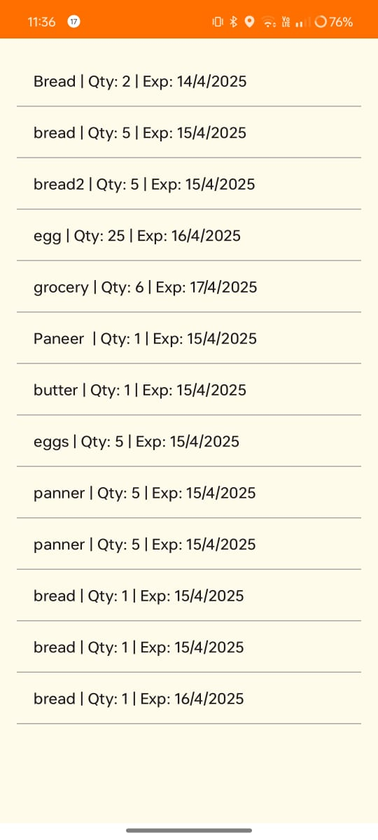 11:36 17 76%
Bread | Qty: 2 | Exp: 14/4/2025
bread | Qty: 5 | Exp: 15/4/2025
bread2 | Qty: 5 | Exp: 15/4/2025
egg | Qty: 25 | Exp: 16/4/2025
grocery | Qty: 6 | Exp: 17/4/2025
Paneer  | Qty: 1 | Exp: 15/4/2025
butter | Qty: 1 | Exp: 15/4/2025
eggs | Qty: 5 | Exp: 15/4/2025
panner | Qty: 5 | Exp: 15/4/2025
panner | Qty: 5 | Exp: 15/4/2025
bread | Qty: 1 | Exp: 15/4/2025
bread | Qty: 1 | Exp: 15/4/2025
bread | Qty: 1 | Exp: 16/4/2025